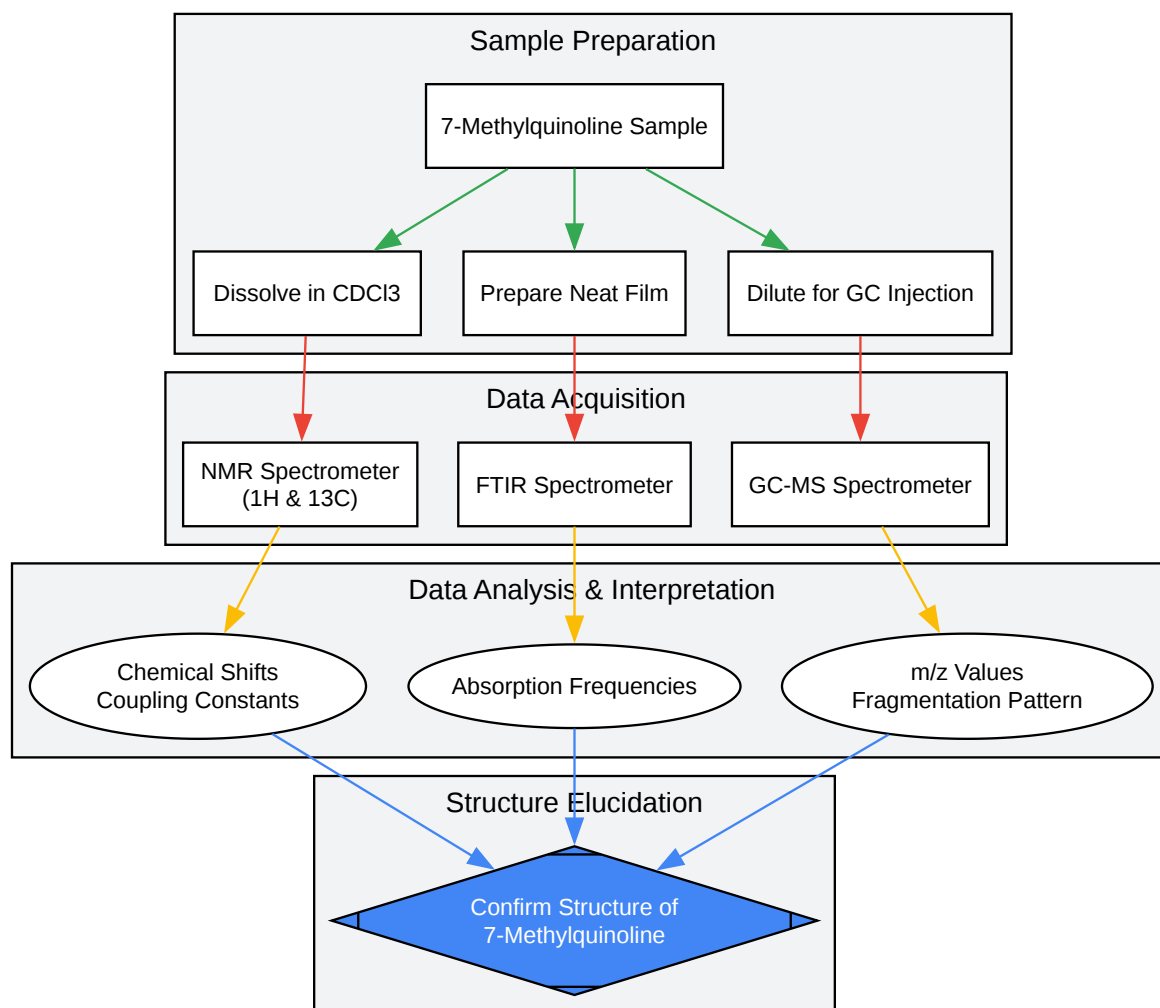 Sample Preparation
7-Methylquinoline Sample
Dissolve in CDCl3
Prepare Neat Film
Dilute for GC Injection
Data Acquisition
NMR Spectrometer
(1H & 13C)
FTIR Spectrometer
GC-MS Spectrometer
Data Analysis & Interpretation
Chemical Shifts
Coupling Constants
Absorption Frequencies
m/z Values
Fragmentation Pattern
Structure Elucidation
Confirm Structure of
7-Methylquinoline